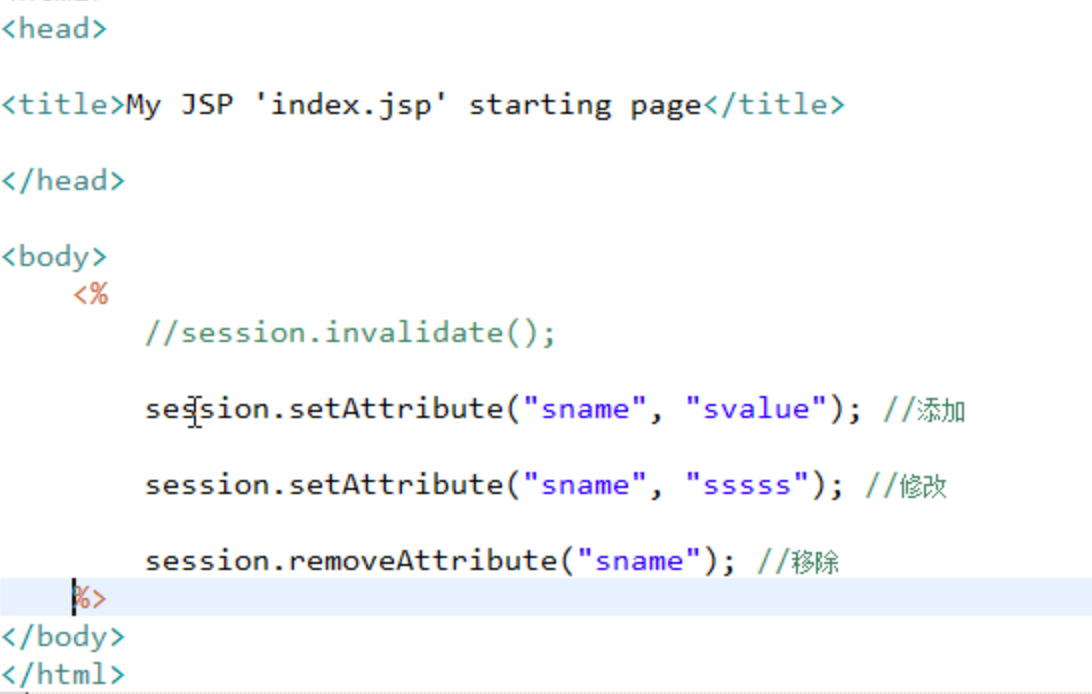 <head>
<title>My JSP 'index.jsp' starting page</title>
</head>
<body>
<%
//session.invalidate();
session.setAttribute("sname", "svalue"); //添加
session.setAttribute("sname", "sssss"); //修改
session.removeAttribute("sname"); //移除
%>
</body>
</html>